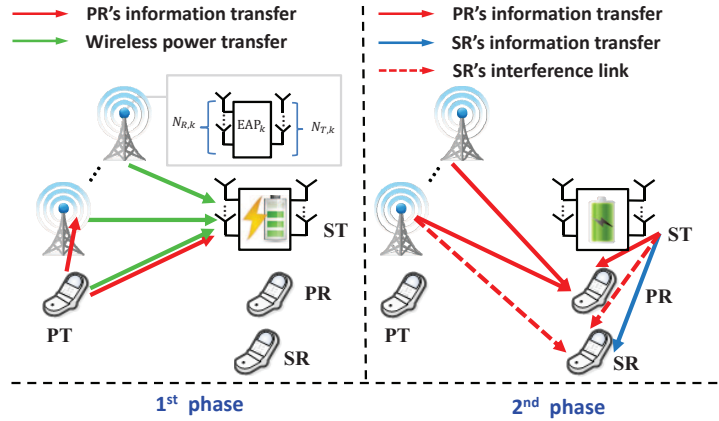 PR's information transfer
Wireless power transfer
N_{R,k}
EAP_k
N_{T,k}
ST
PR
PT
SR
1st phase
PR's information transfer
SR's information transfer
SR's interference link
ST
PR
PT
SR
2nd phase